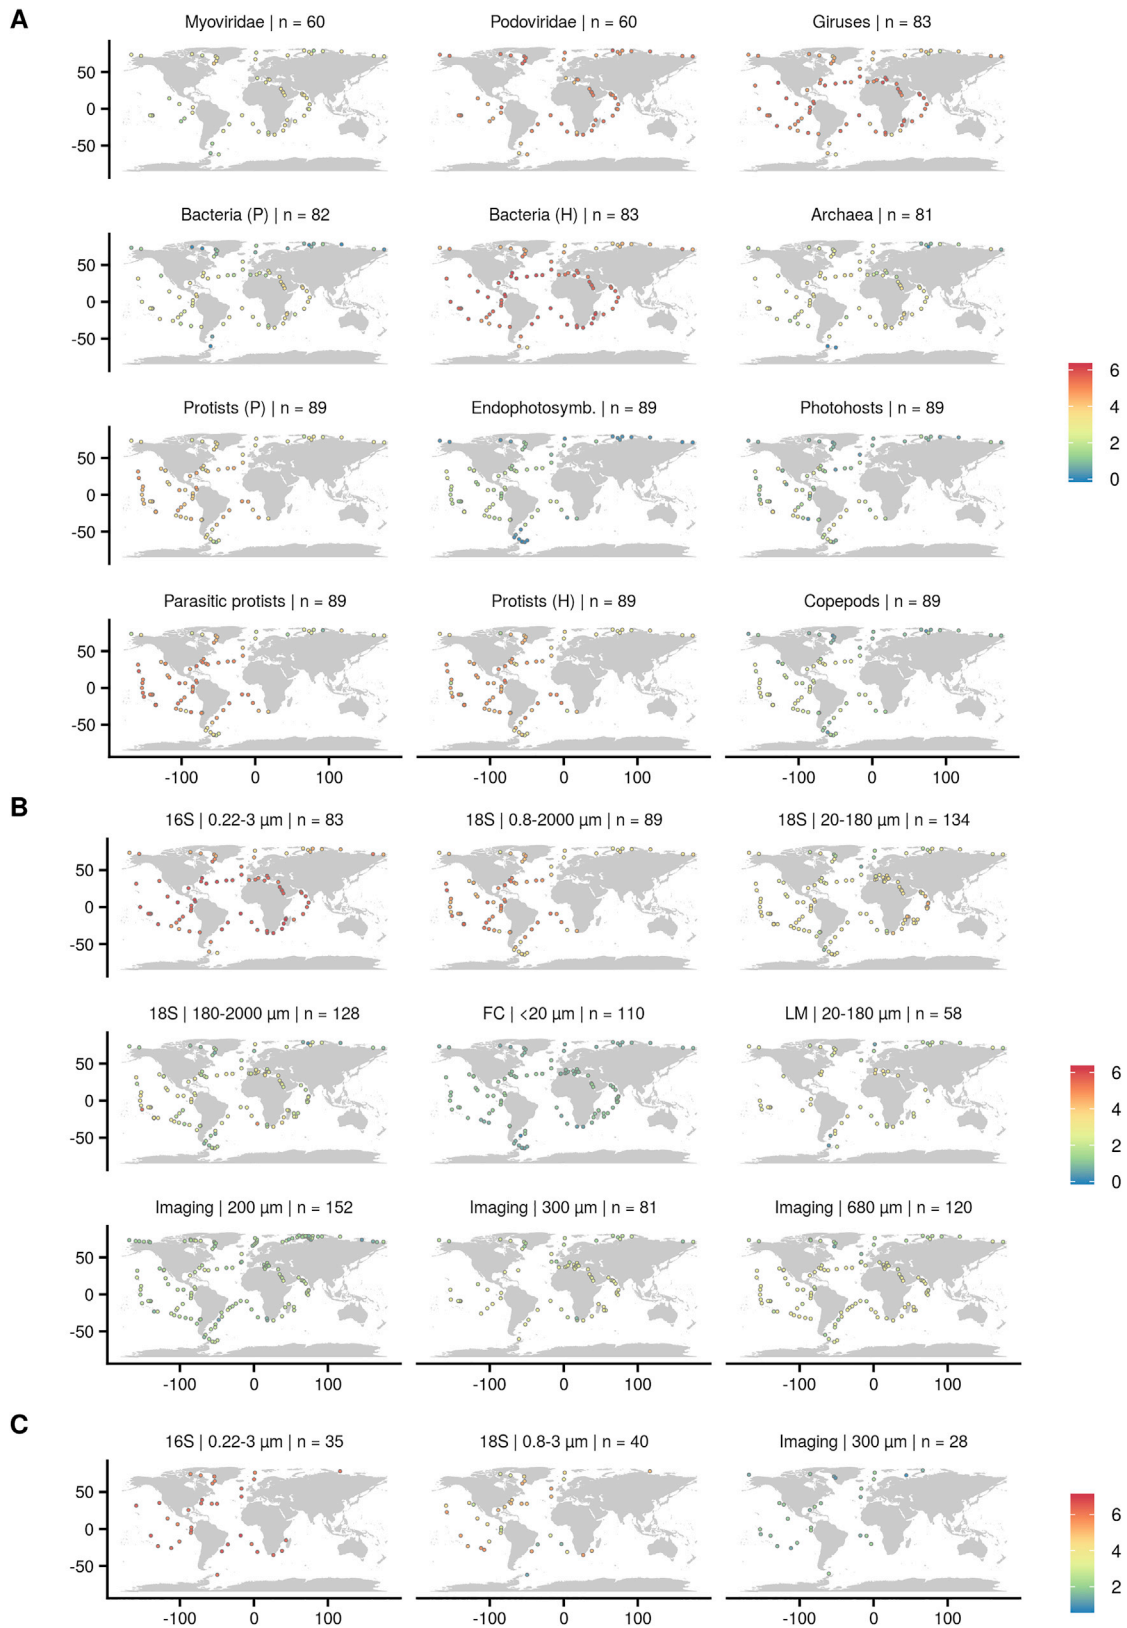 A
Myoviridae | n = 60
Podoviridae | n = 60
Giruses | n = 83
50
0
-50
Bacteria (P) | n = 82
Bacteria (H) | n = 83
Archaea | n = 81
50
0
-50
6
4
2
0
Protists (P) | n = 89
Endophotosymb. | n = 89
Photohosts | n = 89
50
0
-50
Parasitic protists | n = 89
Protists (H) | n = 89
Copepods | n = 89
50
0
-50
-100 0 100
-100 0 100
-100 0 100
B
16S | 0.22-3 µm | n = 83
18S | 0.8-2000 µm | n = 89
18S | 20-180 µm | n = 134
50
0
-50
18S | 180-2000 µm | n = 128
FC | <20 µm | n = 110
LM | 20-180 µm | n = 58
50
0
-50
6
4
2
0
Imaging | 200 µm | n = 152
Imaging | 300 µm | n = 81
Imaging | 680 µm | n = 120
50
0
-50
-100 0 100
-100 0 100
-100 0 100
C
16S | 0.22-3 µm | n = 35
18S | 0.8-3 µm | n = 40
Imaging | 300 µm | n = 28
50
0
-50
6
4
2
-100 0 100
-100 0 100
-100 0 100